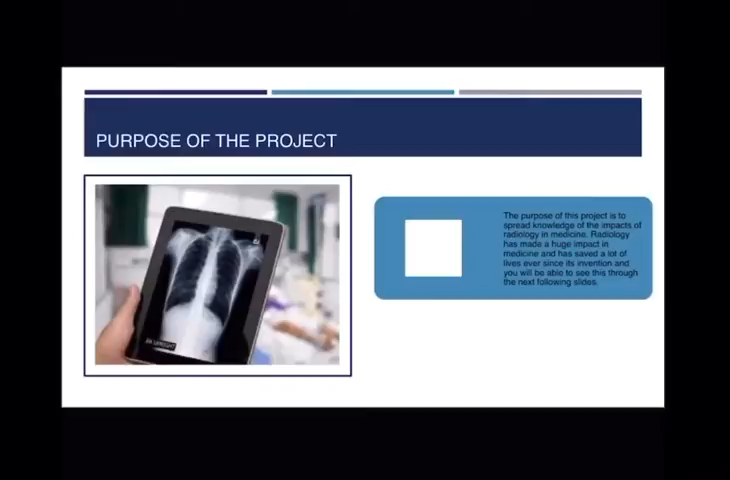 PURPOSE OF THE PROJECT
The purpose of this project is to
spread knowledge of the impacts of
radiology in medicine. Radiology
has made a huge impact in
medicine and has saved a lot of
lives ever since its invention and
you will be able to see this through
the next following slides.